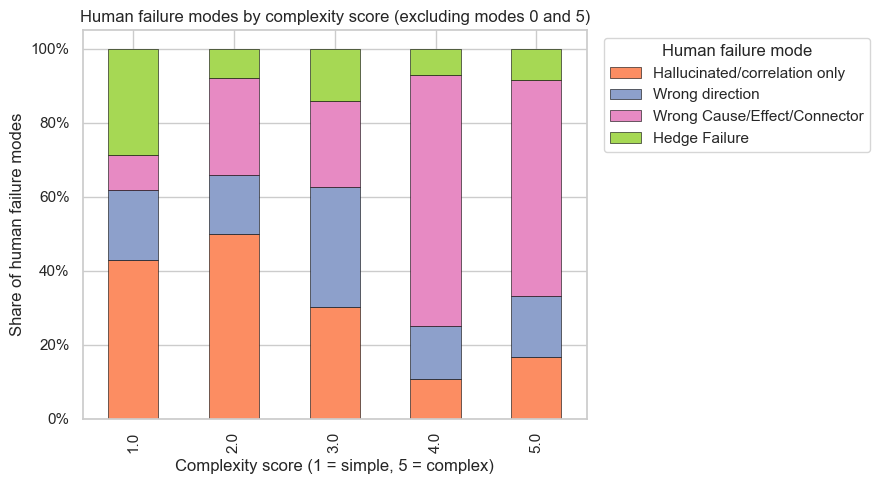 Human failure modes by complexity score (excluding modes 0 and 5)
Share of human failure modes
100%
80%
60%
40%
20%
0%
1.0
2.0
3.0
4.0
5.0
Complexity score (1 = simple, 5 = complex)
Human failure mode
Hallucinated/correlation only
Wrong direction
Wrong Cause/Effect/Connector
Hedge Failure